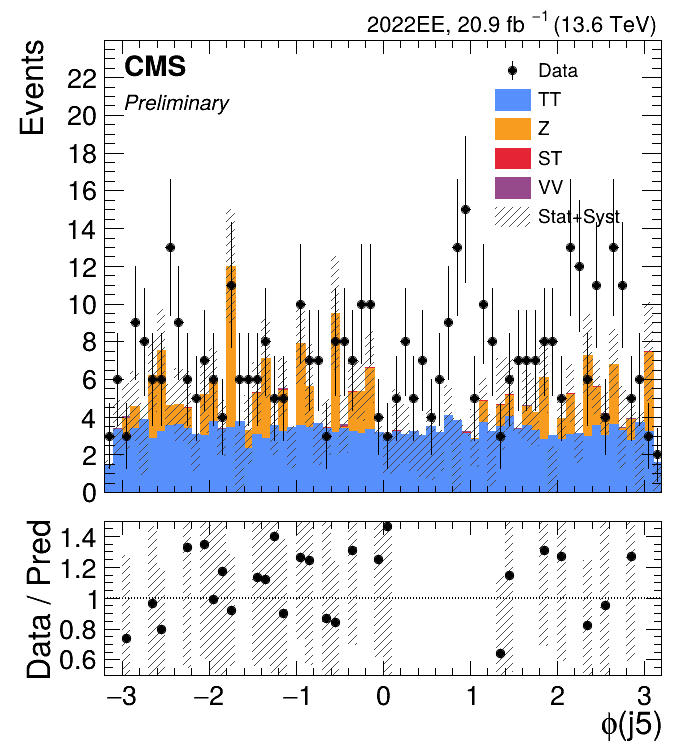 2022EE, 20.9 fb⁻¹ (13.6 TeV)
Events
CMS
Preliminary
Data
TT
Z
ST
VV
Stat+Syst
22
20
18
16
14
12
10
8
6
4
2
0
Data / Pred
1.4
1.2
1
0.8
0.6
−3 −2 −1 0 1 2 3
ϕ(j5)